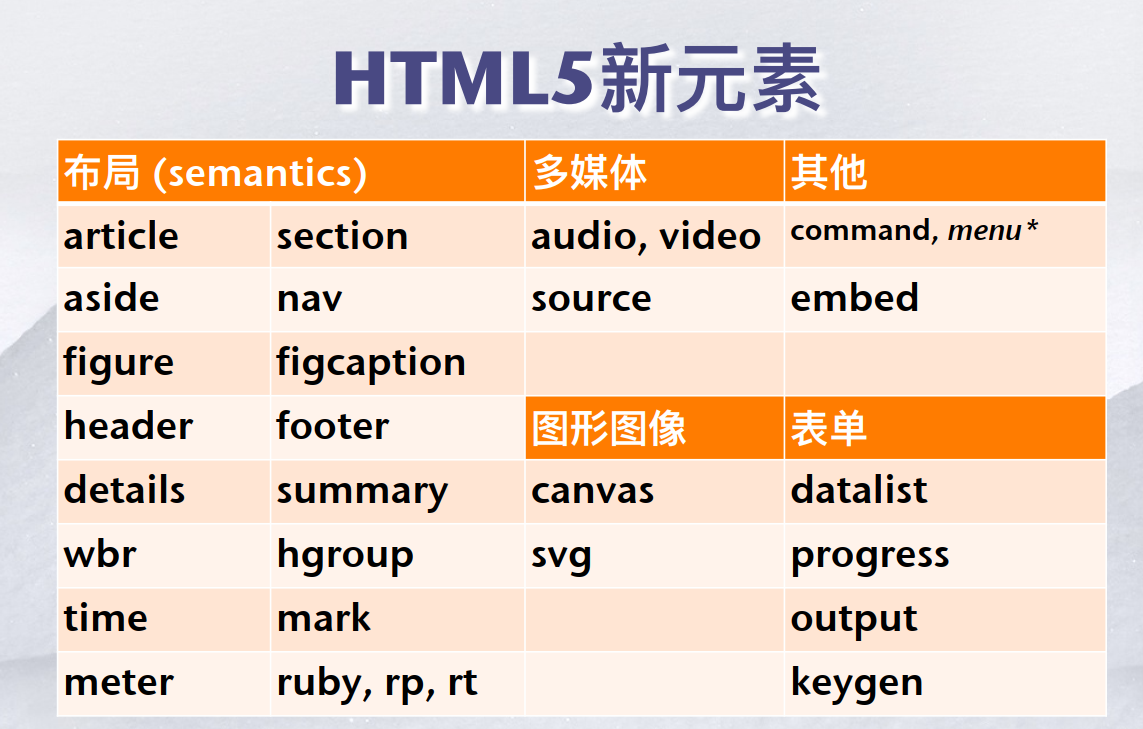 HTML5新元素
布局 (semantics) 多媒体 其他
article section audio, video command, menu*
aside nav source embed
figure figcaption
header footer 图形图像 表单
details summary canvas datalist
wbr hgroup svg progress
time mark output
meter ruby, rp, rt keygen